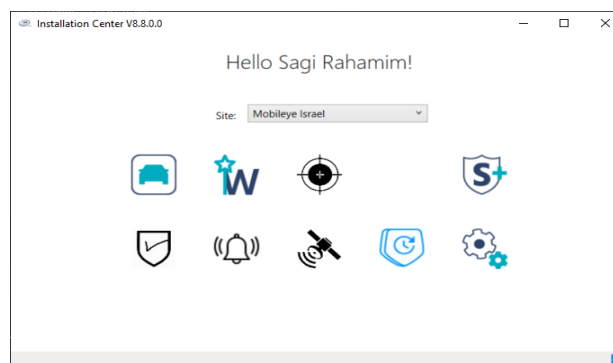 Installation Center V8.8.0.0
Hello Sagi Rahamim!
Site: Mobileye Israel
W S+